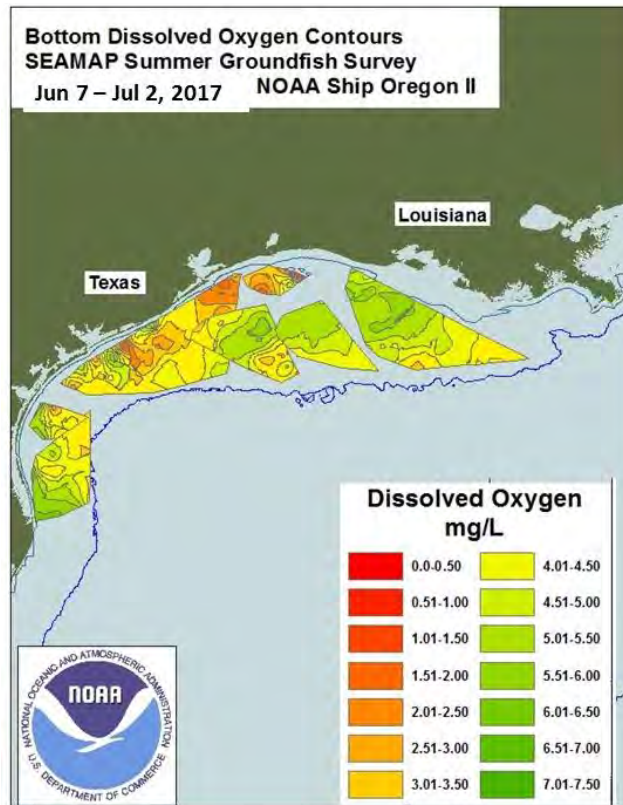 Bottom Dissolved Oxygen Contours
SEAMAP Summer Groundfish Survey
Jun 7 – Jul 2, 2017 NOAA Ship Oregon II
Louisiana
Texas
Dissolved Oxygen
mg/L
0.0-0.50 4.01-4.50
0.51-1.00 4.51-5.00
1.01-1.50 5.01-5.50
1.51-2.00 5.51-6.00
2.01-2.50 6.01-6.50
2.51-3.00 6.51-7.00
3.01-3.50 7.01-7.50
NATIONAL OCEANIC AND ATMOSPHERIC ADMINISTRATION
NOAA
U.S. DEPARTMENT OF COMMERCE